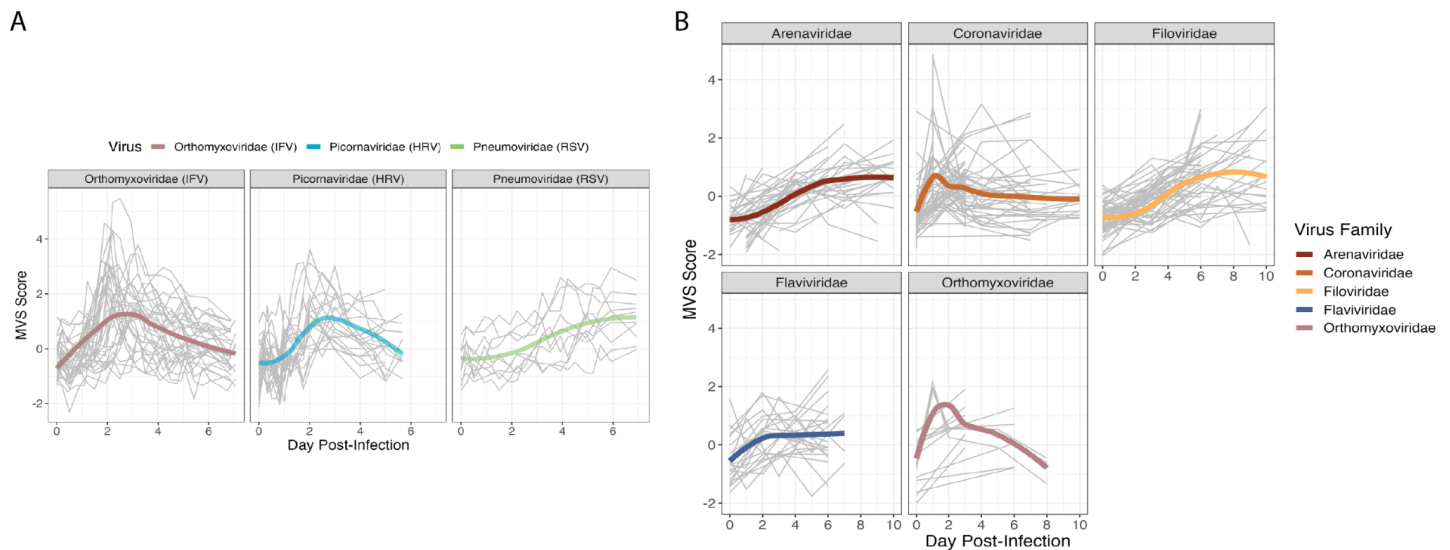 A
Virus Orthomyxoviridae (IFV) Picornaviridae (HRV) Pneumoviridae (RSV)
Orthomyxoviridae (IFV) Picornaviridae (HRV) Pneumoviridae (RSV)
MVS Score
4
2
0
-2
0 2 4 6 0 2 4 6 0 2 4 6
Day Post-Infection
B
Arenaviridae Coronaviridae Filoviridae
4
2
0
-2
0 2 4 6 8 10
Flaviviridae Orthomyxoviridae
MVS Score
4
2
0
-2
0 2 4 6 8 10 0 2 4 6 8 10
Day Post-Infection
Virus Family
Arenaviridae
Coronaviridae
Filoviridae
Flaviviridae
Orthomyxoviridae